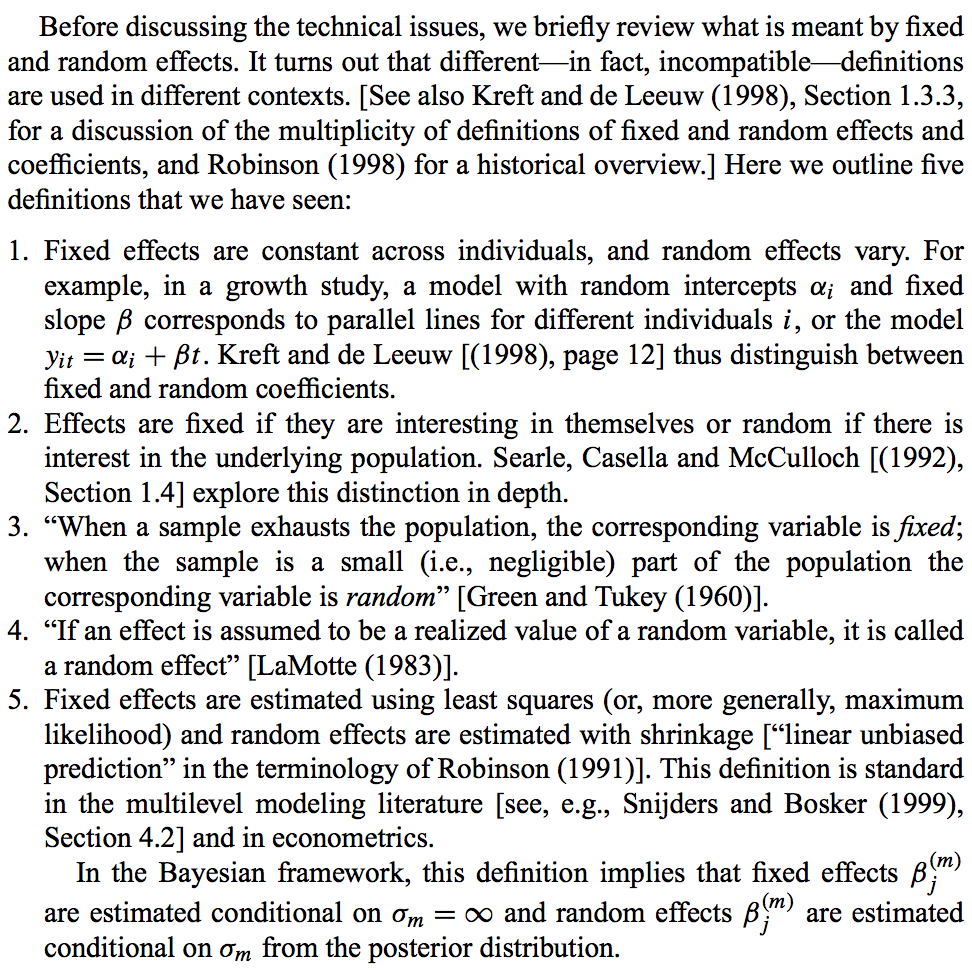 Before discussing the technical issues, we briefly review what is meant by fixed
and random effects. It turns out that different—in fact, incompatible—definitions
are used in different contexts. [See also Kreft and de Leeuw (1998), Section 1.3.3,
for a discussion of the multiplicity of definitions of fixed and random effects and
coefficients, and Robinson (1998) for a historical overview.] Here we outline five
definitions that we have seen:
1. Fixed effects are constant across individuals, and random effects vary. For
example, in a growth study, a model with random intercepts αᵢ and fixed
slope β corresponds to parallel lines for different individuals i, or the model
yᵢₜ = αᵢ + βt. Kreft and de Leeuw [(1998), page 12] thus distinguish between
fixed and random coefficients.
2. Effects are fixed if they are interesting in themselves or random if there is
interest in the underlying population. Searle, Casella and McCulloch [(1992),
Section 1.4] explore this distinction in depth.
3. “When a sample exhausts the population, the corresponding variable is fixed;
when the sample is a small (i.e., negligible) part of the population the
corresponding variable is random” [Green and Tukey (1960)].
4. “If an effect is assumed to be a realized value of a random variable, it is called
a random effect” [LaMotte (1983)].
5. Fixed effects are estimated using least squares (or, more generally, maximum
likelihood) and random effects are estimated with shrinkage [“linear unbiased
prediction” in the terminology of Robinson (1991)]. This definition is standard
in the multilevel modeling literature [see, e.g., Snijders and Bosker (1999),
Section 4.2] and in econometrics.
In the Bayesian framework, this definition implies that fixed effects βⱼ⁽ᵐ⁾
are estimated conditional on σₘ = ∞ and random effects βⱼ⁽ᵐ⁾ are estimated
conditional on σₘ from the posterior distribution.